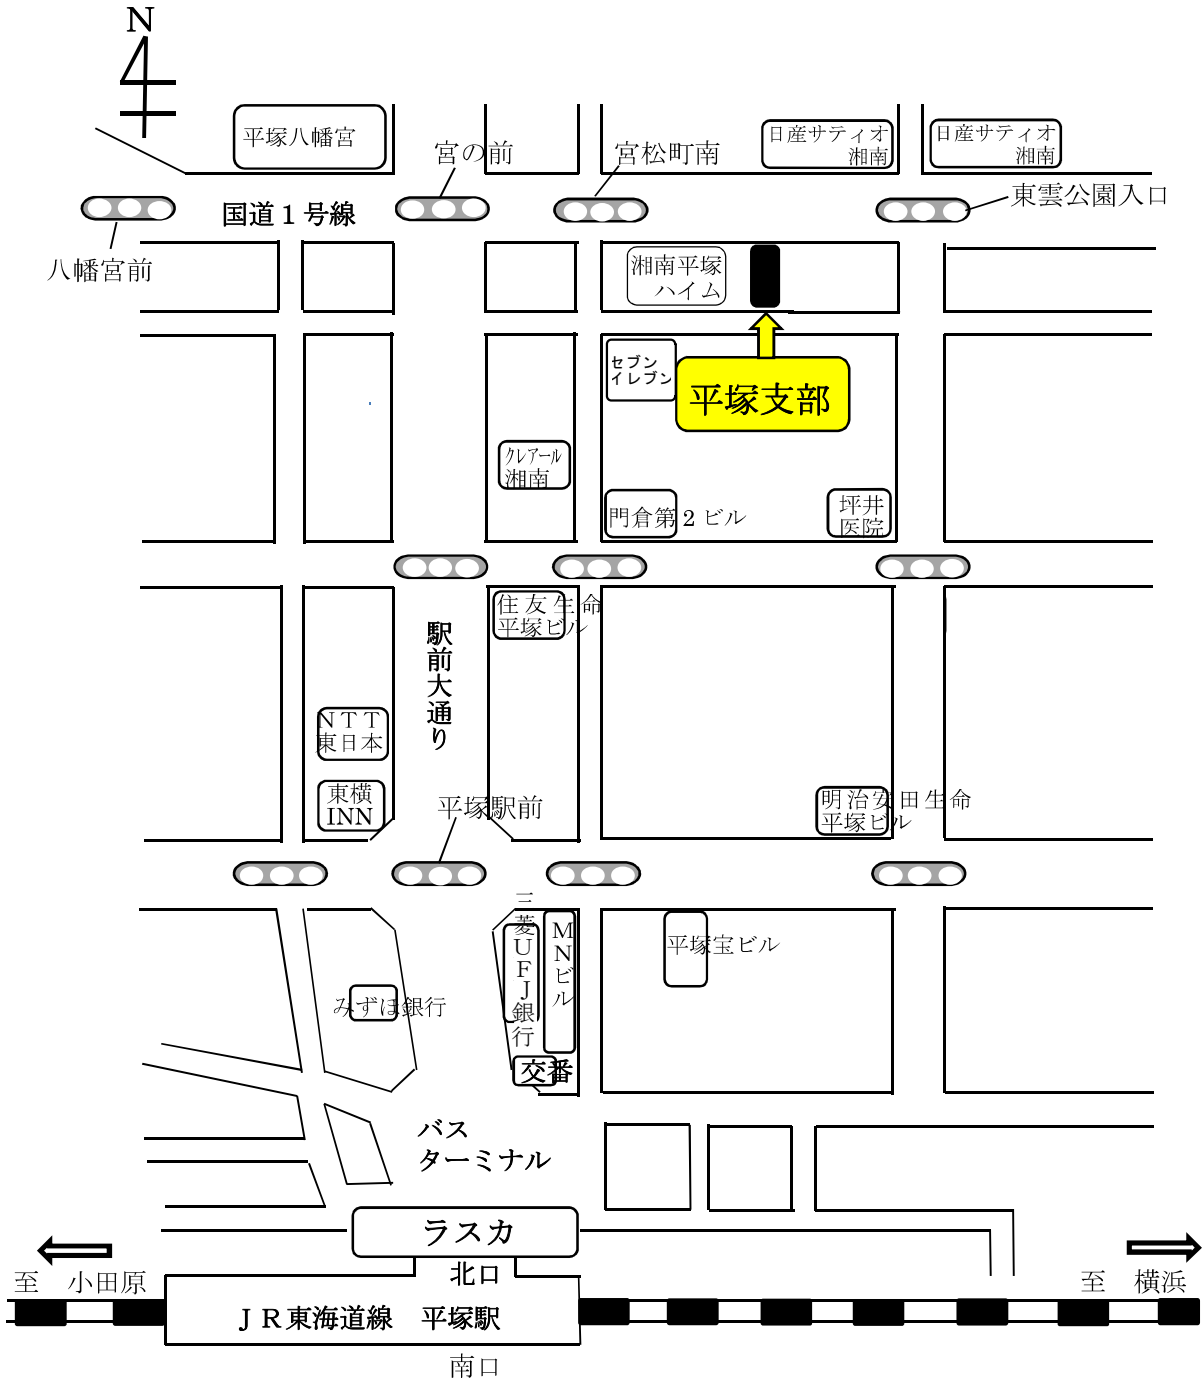 N
平塚八幡宮
宮の前
宮松町南
日産サティオ
湘南
日産サティオ
湘南
東雲公園入口
国道１号線
八幡宮前
湘南平塚
ハイム
セブン
イレブン
平塚支部
クレアール
湘南
門倉第２ビル
坪井
医院
住友生命
平塚ビル
駅前大通り
ＮＴＴ
東日本
東横
INN
平塚駅前
明治安田生命
平塚ビル
三菱ＵＦＪ銀行
ＭＮビル
平塚宝ビル
みずほ銀行
交番
バス
ターミナル
ラスカ
北口
至　小田原
至　横浜
ＪＲ東海道線　平塚駅
南口